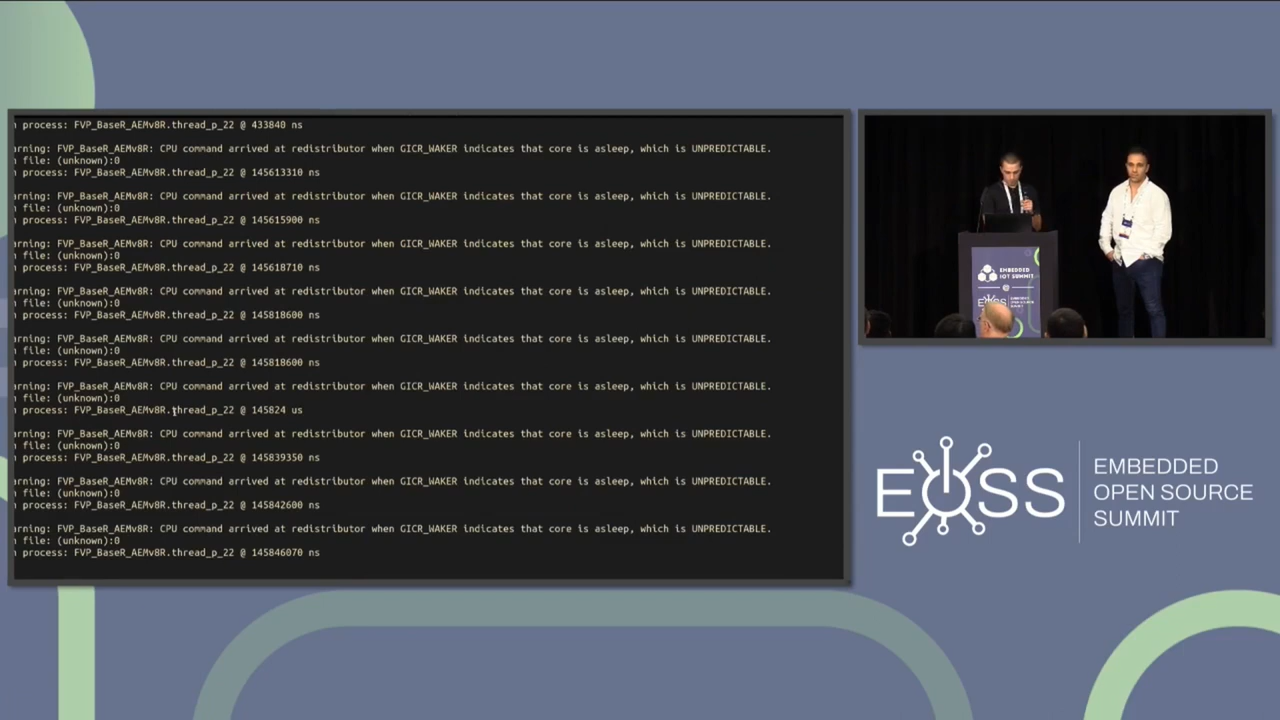 n process: FVP_BaseR_AEMv8R.thread_p_22 @ 433840 ns
rning: FVP_BaseR_AEMv8R: CPU command arrived at redistributor when GICR_WAKER indicates that core is asleep, which is UNPREDICTABLE.
n file: (unknown):0
n process: FVP_BaseR_AEMv8R.thread_p_22 @ 145613310 ns
rning: FVP_BaseR_AEMv8R: CPU command arrived at redistributor when GICR_WAKER indicates that core is asleep, which is UNPREDICTABLE.
n file: (unknown):0
n process: FVP_BaseR_AEMv8R.thread_p_22 @ 145615900 ns
rning: FVP_BaseR_AEMv8R: CPU command arrived at redistributor when GICR_WAKER indicates that core is asleep, which is UNPREDICTABLE.
n file: (unknown):0
n process: FVP_BaseR_AEMv8R.thread_p_22 @ 145618710 ns
rning: FVP_BaseR_AEMv8R: CPU command arrived at redistributor when GICR_WAKER indicates that core is asleep, which is UNPREDICTABLE.
n file: (unknown):0
n process: FVP_BaseR_AEMv8R.thread_p_22 @ 145818600 ns
rning: FVP_BaseR_AEMv8R: CPU command arrived at redistributor when GICR_WAKER indicates that core is asleep, which is UNPREDICTABLE.
n file: (unknown):0
n process: FVP_BaseR_AEMv8R.thread_p_22 @ 145818600 ns
rning: FVP_BaseR_AEMv8R: CPU command arrived at redistributor when GICR_WAKER indicates that core is asleep, which is UNPREDICTABLE.
n file: (unknown):0
n process: FVP_BaseR_AEMv8R.thread_p_22 @ 145824 us
rning: FVP_BaseR_AEMv8R: CPU command arrived at redistributor when GICR_WAKER indicates that core is asleep, which is UNPREDICTABLE.
n file: (unknown):0
n process: FVP_BaseR_AEMv8R.thread_p_22 @ 145839350 ns
rning: FVP_BaseR_AEMv8R: CPU command arrived at redistributor when GICR_WAKER indicates that core is asleep, which is UNPREDICTABLE.
n file: (unknown):0
n process: FVP_BaseR_AEMv8R.thread_p_22 @ 145842600 ns
rning: FVP_BaseR_AEMv8R: CPU command arrived at redistributor when GICR_WAKER indicates that core is asleep, which is UNPREDICTABLE.
n file: (unknown):0
n process: FVP_BaseR_AEMv8R.thread_p_22 @ 145846070 ns
EMBEDDED
IOT SUMMIT
EOSS
EMBEDDED
OPEN SOURCE
SUMMIT